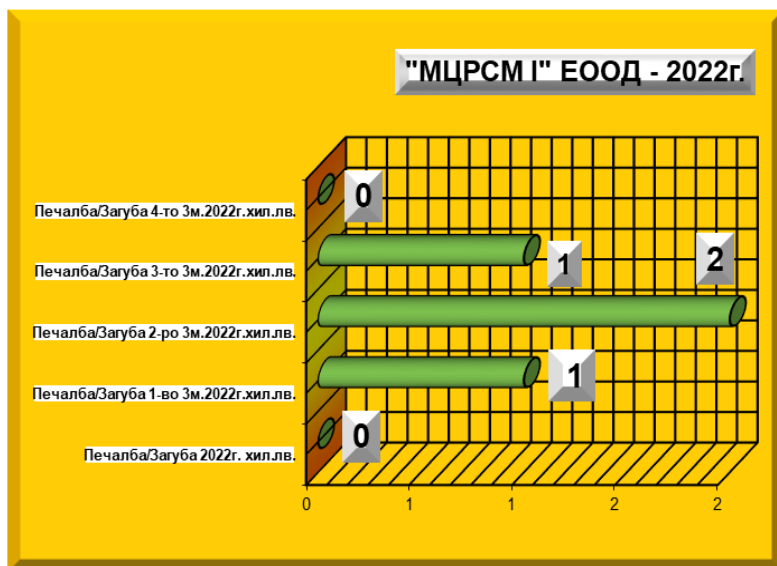 "МЦРСМ I" ЕООД - 2022г.
Печалба/Загуба 4-то 3м.2022г.хил.лв.
0
Печалба/Загуба 3-то 3м.2022г.хил.лв.
1
2
Печалба/Загуба 2-ро 3м.2022г.хил.лв.
Печалба/Загуба 1-во 3м.2022г.хил.лв.
1
Печалба/Загуба 2022г. хил.лв.
0
0 1 1 2 2